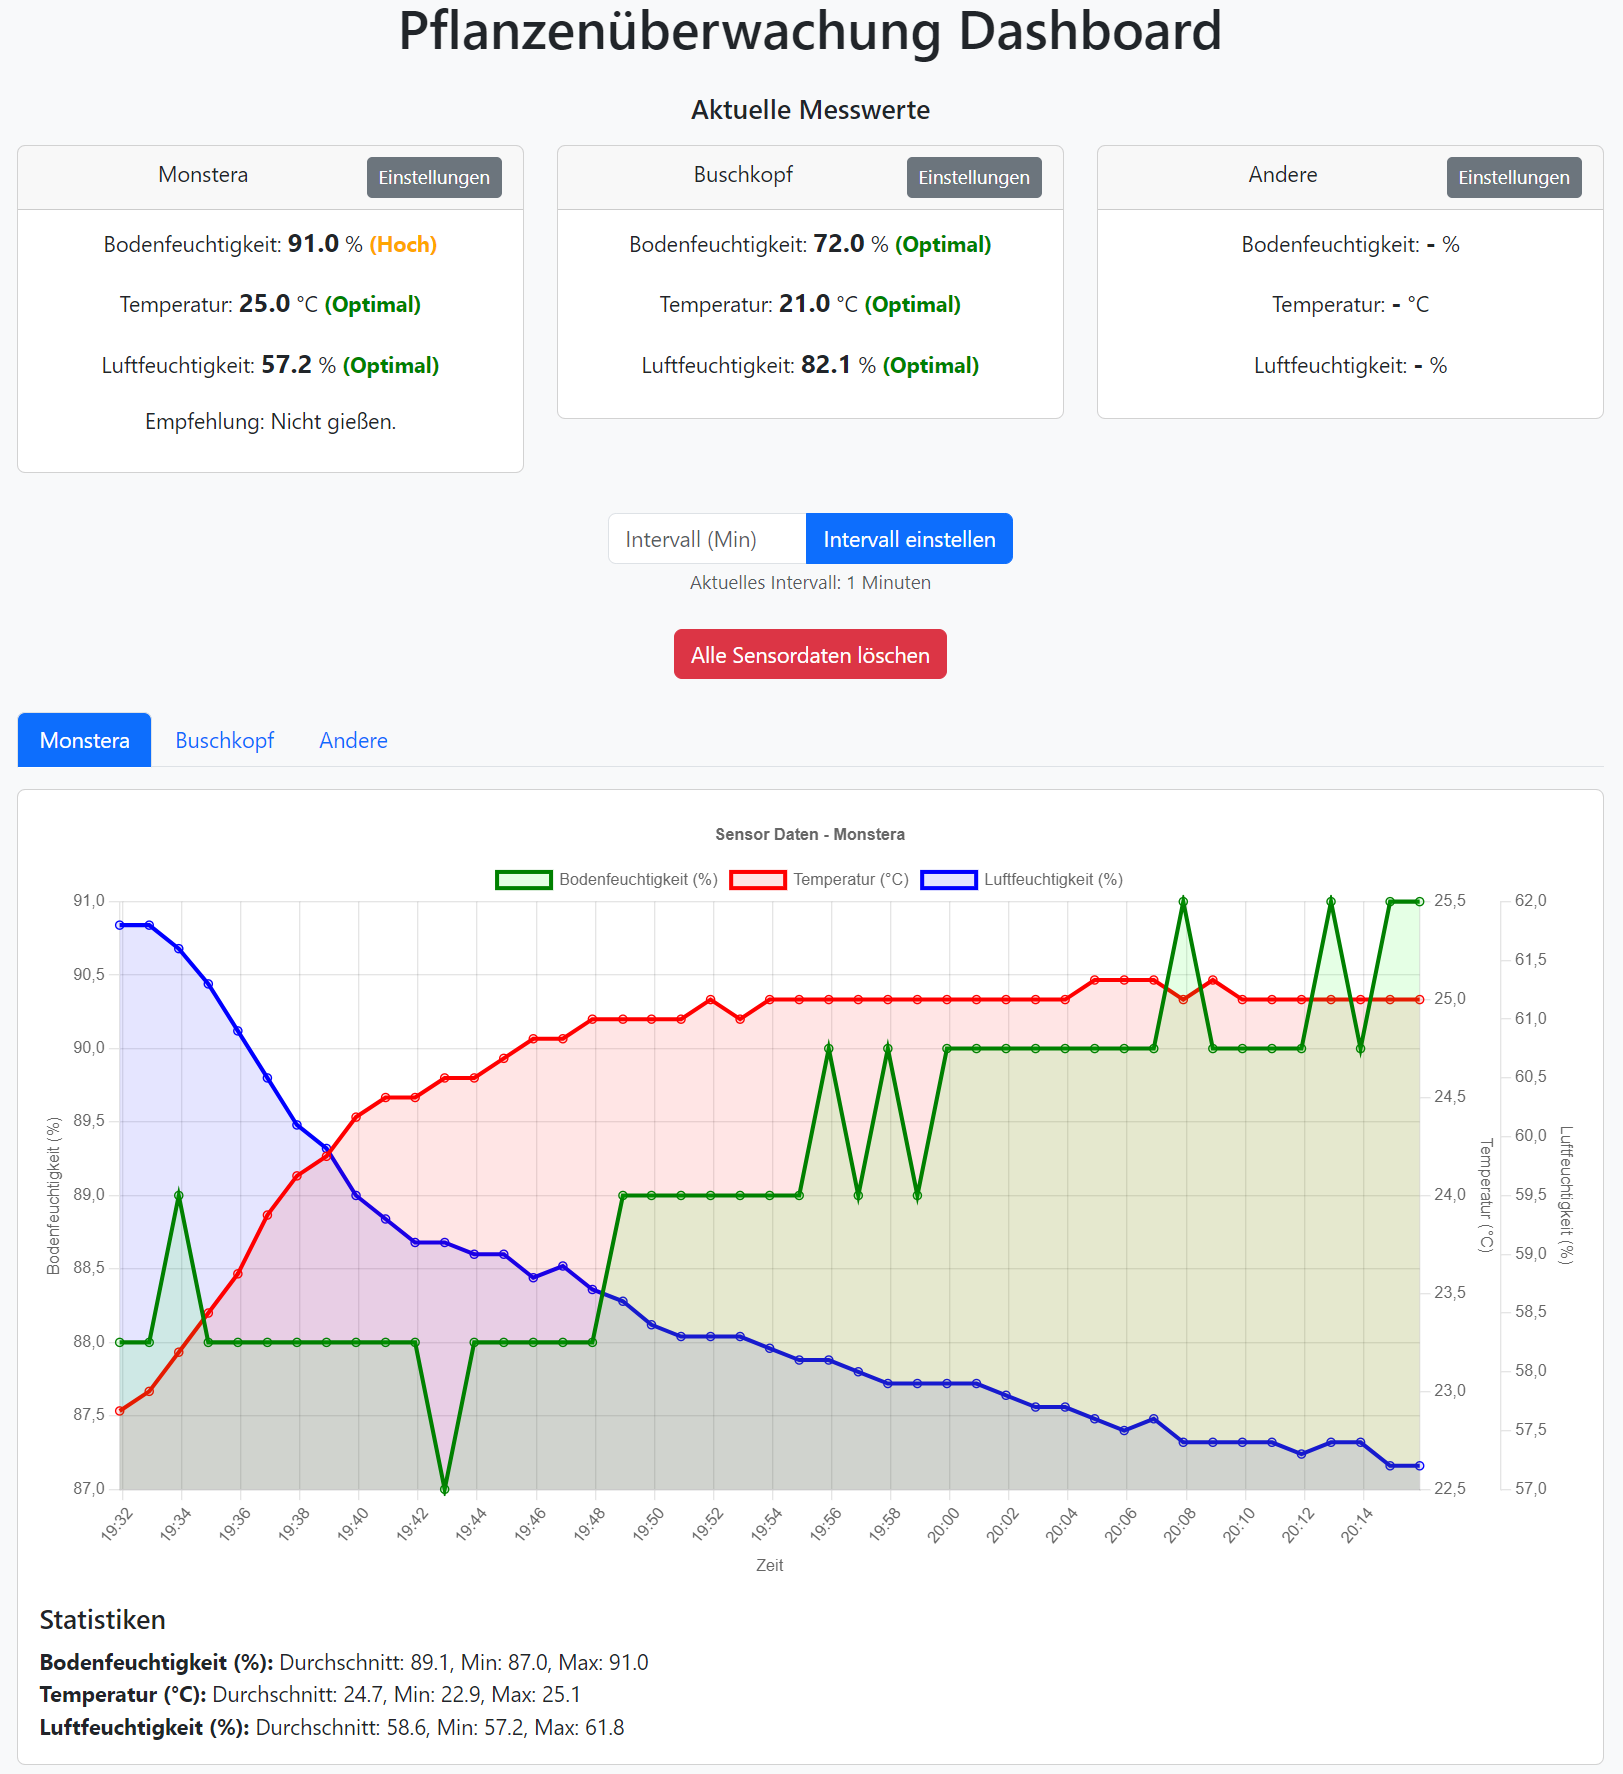 Pflanzenüberwachung Dashboard
Aktuelle Messwerte
Monstera
Einstellungen
Bodenfeuchtigkeit: 91.0 % (Hoch)
Temperatur: 25.0 °C (Optimal)
Luftfeuchtigkeit: 57.2 % (Optimal)
Empfehlung: Nicht gießen.
Buschkopf
Einstellungen
Bodenfeuchtigkeit: 72.0 % (Optimal)
Temperatur: 21.0 °C (Optimal)
Luftfeuchtigkeit: 82.1 % (Optimal)
Andere
Einstellungen
Bodenfeuchtigkeit: - %
Temperatur: - °C
Luftfeuchtigkeit: - %
Intervall (Min)
Intervall einstellen
Aktuelles Intervall: 1 Minuten
Alle Sensordaten löschen
Monstera
Buschkopf
Andere
Sensor Daten - Monstera
Bodenfeuchtigkeit (%)
Temperatur (°C)
Luftfeuchtigkeit (%)
Bodenfeuchtigkeit (%)
91,0
90,5
90,0
89,5
89,0
88,5
88,0
87,5
87,0
25,5
25,0
24,5
24,0
23,5
23,0
22,5
Temperatur (°C)
62,0
61,5
61,0
60,5
60,0
59,5
59,0
58,5
58,0
57,5
57,0
Luftfeuchtigkeit (%)
19:32
19:34
19:36
19:38
19:40
19:42
19:44
19:46
19:48
19:50
19:52
19:54
19:56
19:58
20:00
20:02
20:04
20:06
20:08
20:10
20:12
20:14
Zeit
Statistiken
Bodenfeuchtigkeit (%): Durchschnitt: 89.1, Min: 87.0, Max: 91.0
Temperatur (°C): Durchschnitt: 24.7, Min: 22.9, Max: 25.1
Luftfeuchtigkeit (%): Durchschnitt: 58.6, Min: 57.2, Max: 61.8